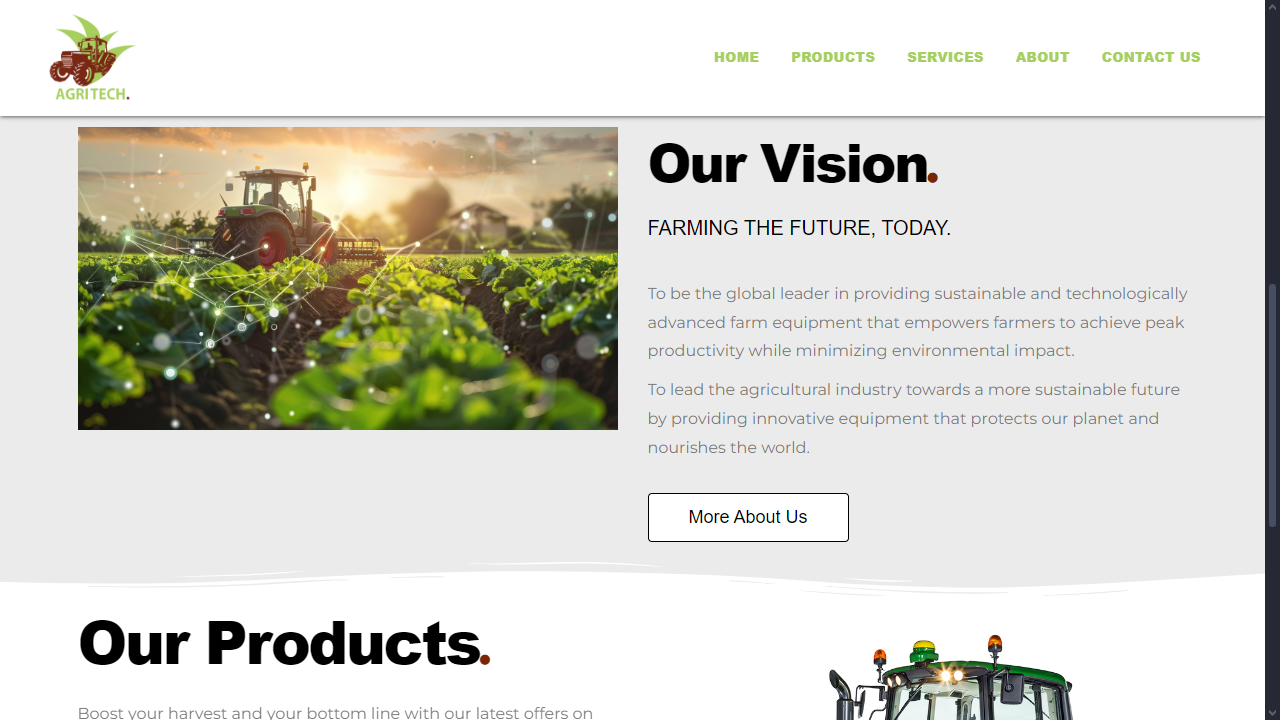 AGRITECH.
HOME PRODUCTS SERVICES ABOUT CONTACT US
Our Vision.
FARMING THE FUTURE, TODAY.
To be the global leader in providing sustainable and technologically
advanced farm equipment that empowers farmers to achieve peak
productivity while minimizing environmental impact.
To lead the agricultural industry towards a more sustainable future
by providing innovative equipment that protects our planet and
nourishes the world.
More About Us
Our Products.
Boost your harvest and your bottom line with our latest offers on